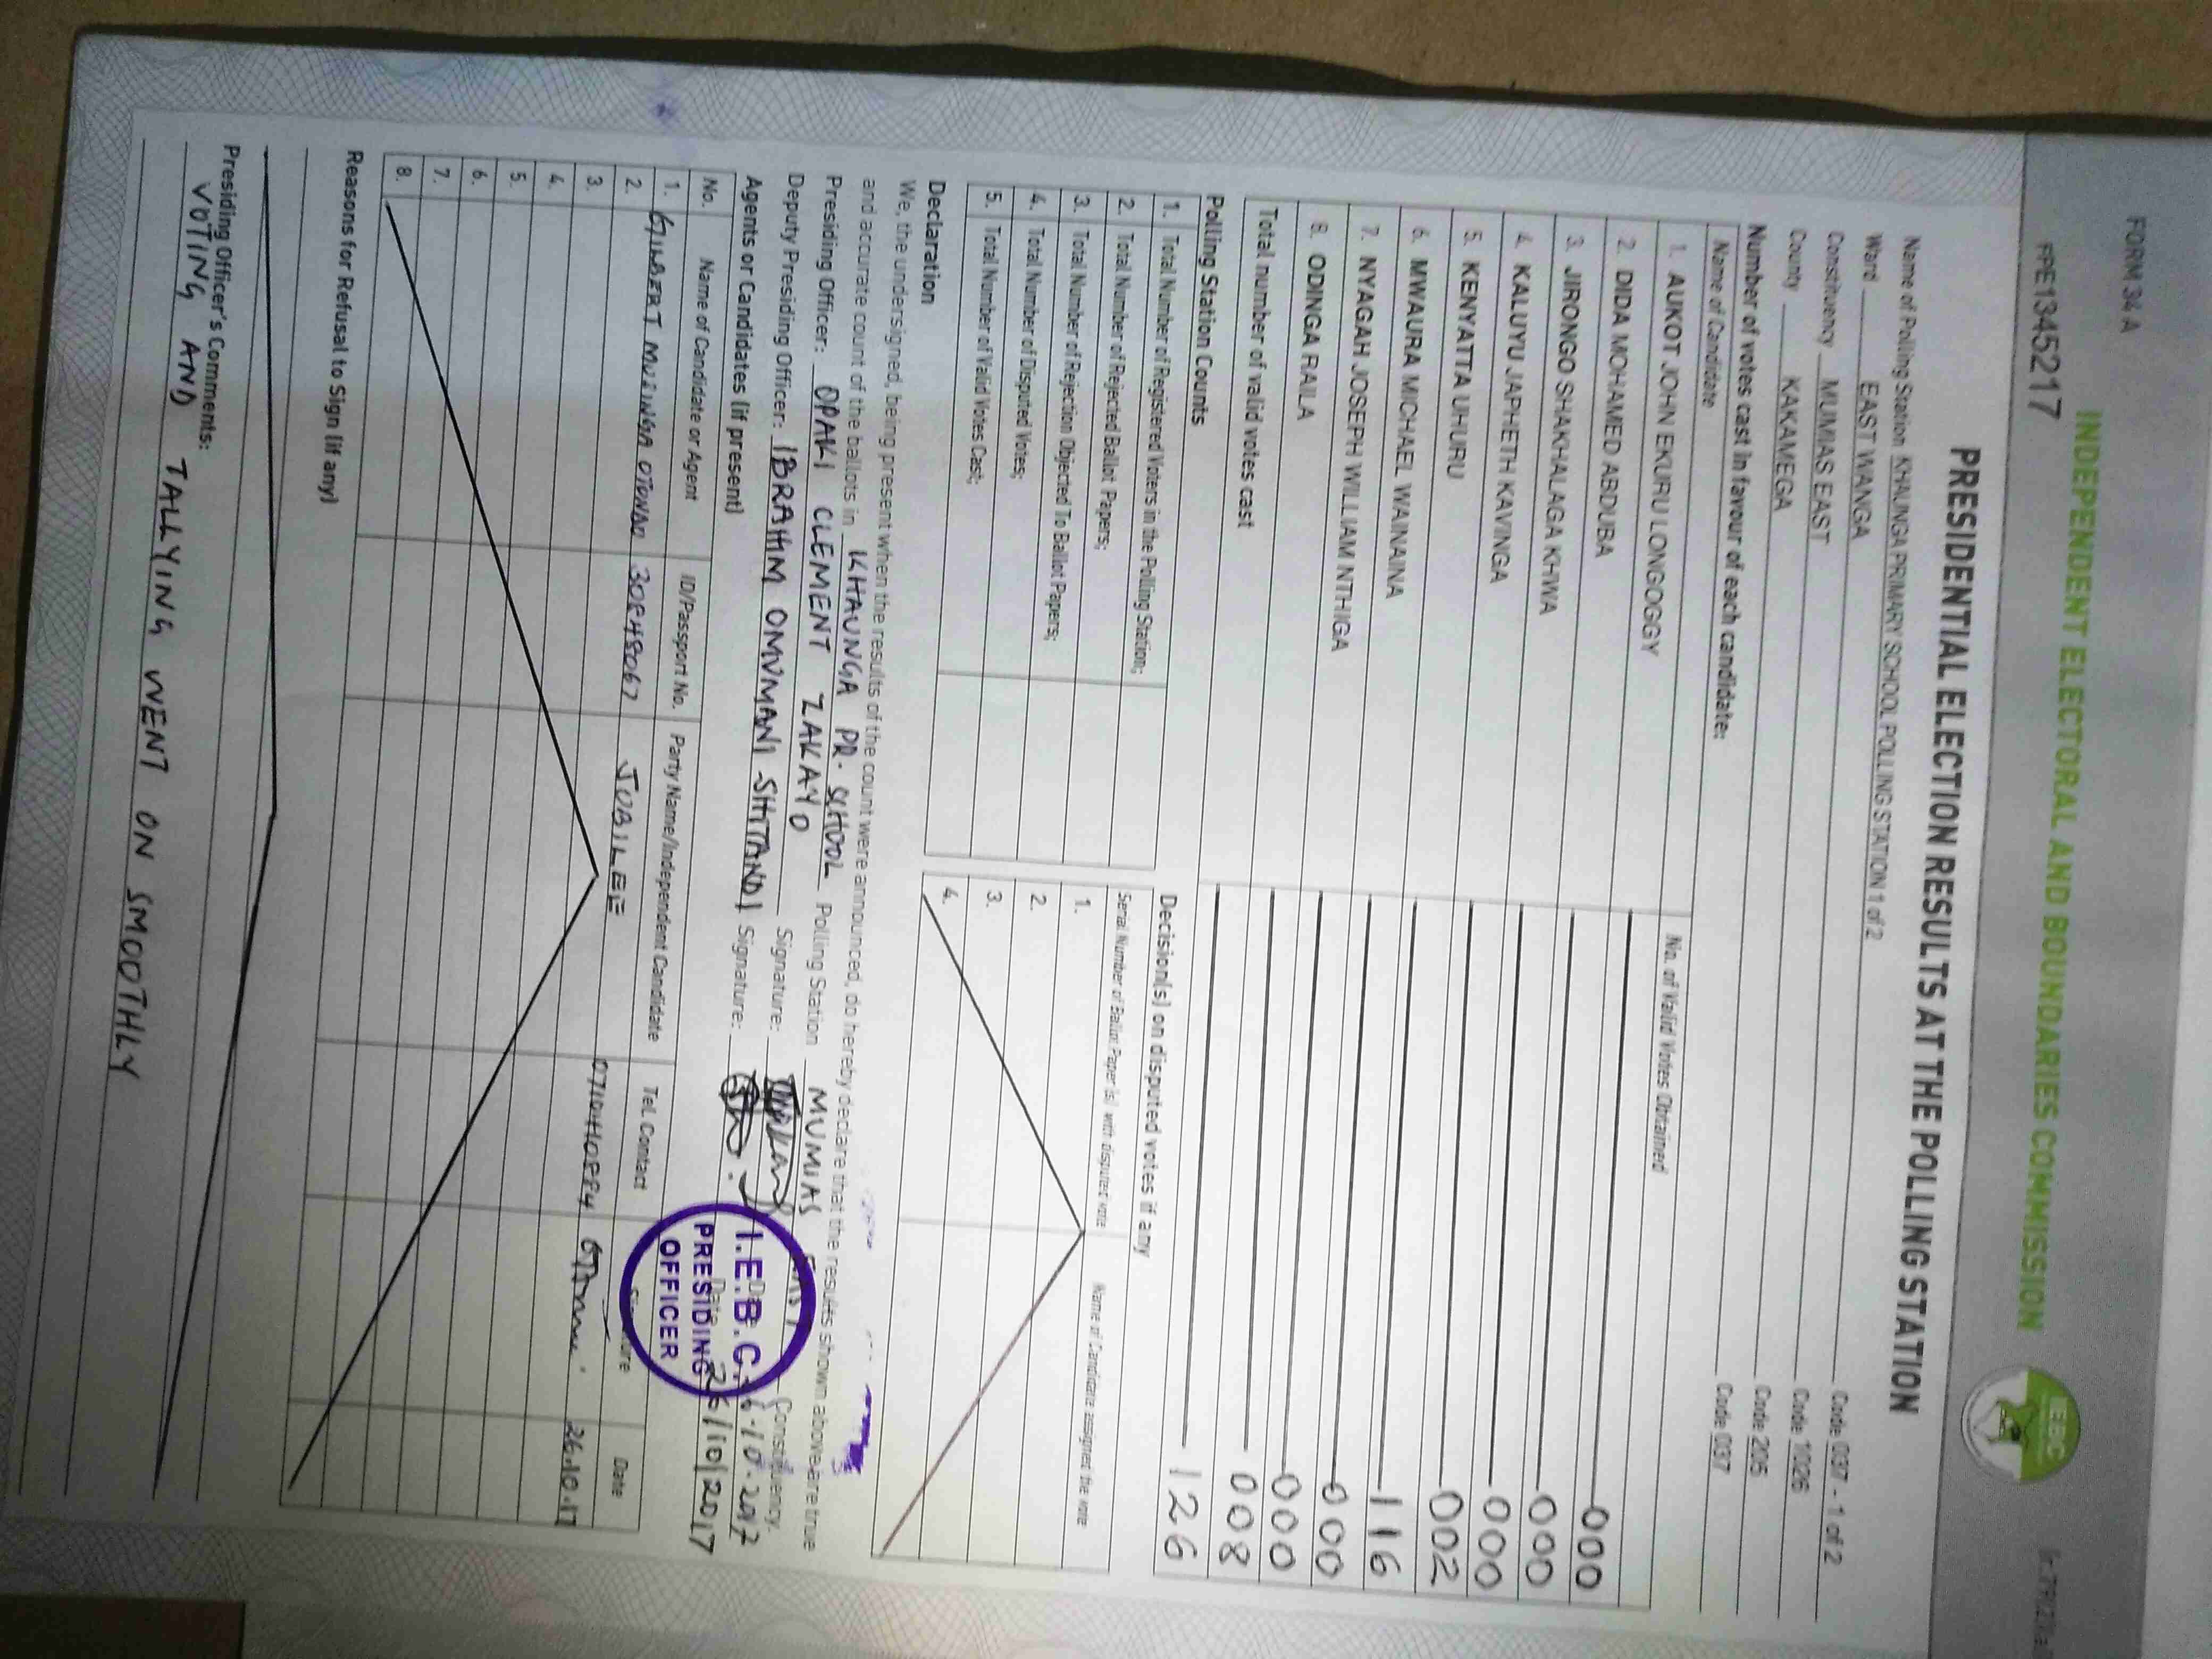 FORM 34 A
INDEPENDENT ELECTORAL AND BOUNDARIES COMMISSION
FPE1345217
IEBC
PRESIDENTIAL ELECTION RESULTS AT THE POLLING STATION
Name of Polling Station KHAUNGA PRIMARY SCHOOL POLLING STATION 1 of 2 Code 037 - 1 of 2
Ward EAST WANGA Code 1026
Constituency MUMIAS EAST Code 205
County KAKAMEGA Code 037
Number of votes cast in favour of each candidate:
Name of Candidate No. of Valid Votes Obtained
1. AUKOT JOHN EKURU LONGOGGY 000
2. DIDA MOHAMED ABDUBA 000
3. JIRONGO SHAKHALAGA KHWA 000
4. KALUYU JAPHETH KAVINGA 002
5. KENYATTA UHURU 116
6. MWAURA MICHAEL WAINAINA 000
7. NYAGAH JOSEPH WILLIAM NTHIGA 000
8. ODINGA RAILA 008
Total number of valid votes cast 126
Polling Station Counts
1. Total Number of Registered Voters in the Polling Station;
2. Total Number of Rejected Ballot Papers;
3. Total Number of Rejection Objected To Ballot Papers;
4. Total Number of Disputed Votes;
5. Total Number of Valid Votes Cast;
Decision(s) on disputed votes if any
Serial Number of Ballot Paper (s) with disputed vote Name of Candidate assigned the vote
1.
2.
3.
4.
Declaration
We, the undersigned, being present when the results of the count were announced, do hereby declare that the results shown above are true
and accurate count of the ballots in KHAUNGA PR. SCHOOL Polling Station MUMIAS EAST Constituency.
Presiding Officer: OPAKI CLEMENT ZAKAYO Signature: 26.10.2017
Deputy Presiding Officer: IBRAHIM OMUMANI SHITANDI Signature: Date 26/10/2017
I.E.B.C.
PRESIDING
OFFICER
Agents or Candidates (if present)
No. Name of Candidate or Agent ID/Passport No. Party Name/Independent Candidate Tel. Contact Signature Date
1. GILBERT OTUNDO JUBILEE 26.10.17
2.
3.
4.
5.
6.
7.
8.
Reasons for Refusal to Sign (if any)
Presiding Officer's Comments:
VOTING AND TALLYING WENT ON SMOOTHLY